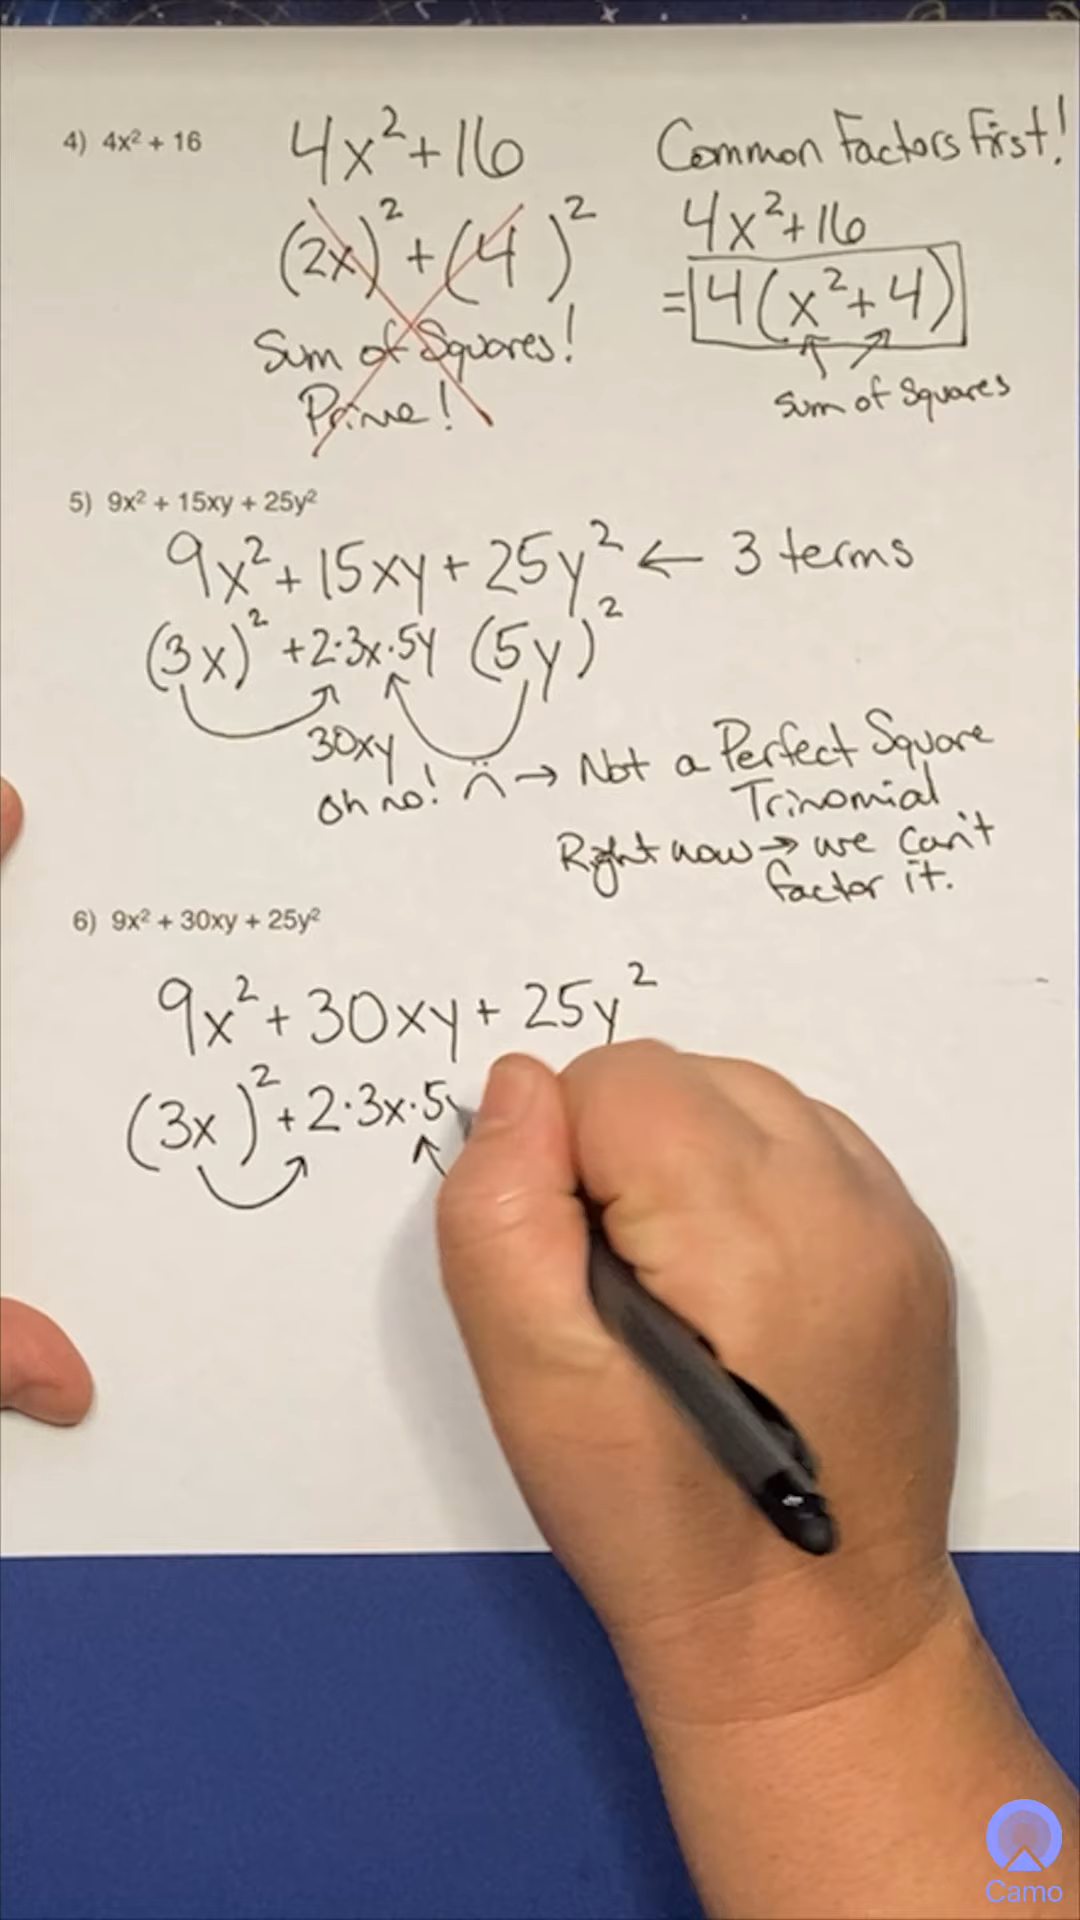 4) 4x² + 16
4x² + 16
(2x)² + (4)²
Sum of Squares!
Prime!
Common Factors First!
4x² + 16
= 4(x² + 4)
sum of squares
5) 9x² + 15xy + 25y²
9x² + 15xy + 25y² ← 3 terms
(3x)² + 2·3x·5y (5y)²
30xy
oh no! ☹ → Not a Perfect Square
Trinomial
Right now → we can't
factor it.
6) 9x² + 30xy + 25y²
9x² + 30xy + 25y²
(3x)² + 2·3x·5y
Camo